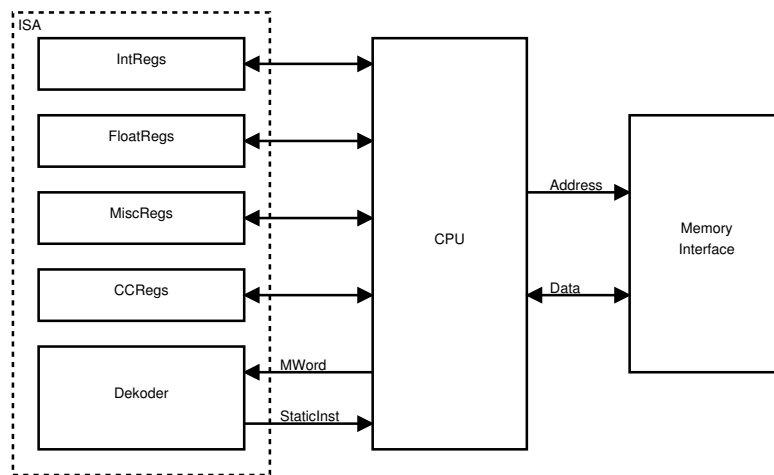 ISA
IntRegs
FloatRegs
MiscRegs
CCRegs
Dekoder
MWord
StaticInst
CPU
Address
Data
Memory
Interface